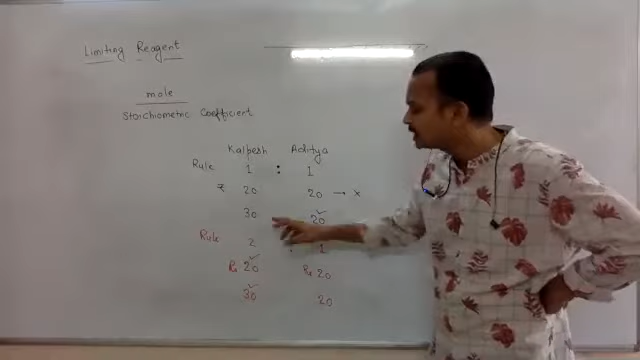 Limiting Reagent
mole
Stoichiometric Coefficient
Kalpesh Aditya
Rule 1 : 1
₹ 20 20 → x
30 20 ✓
Rule 2 : 1
Rs 20 ✓ Rs 20
30 ✓ 20